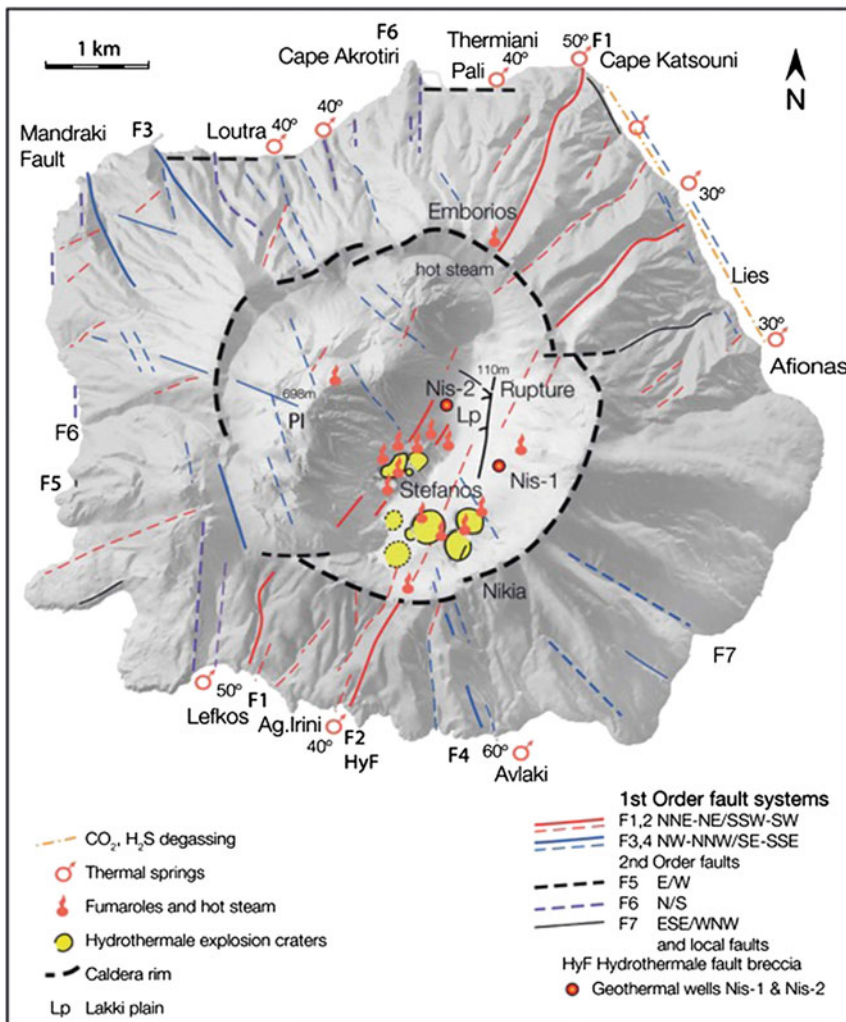 1 km
F6
Cape Akrotiri
Thermiani
Pali
40°
50°
F1
Cape Katsouni
N
Mandraki
Fault
F3
Loutra
40°
40°
30°
Emborios
hot steam
Lies
30°
Afionas
110m
Nis-2
Rupture
Lp
698m
Pl
F6
F5
Nis-1
Stefanos
Nikia
F7
50°
Lefkos
F1
Ag.Irini
40°
F2
HyF
F4
60°
Avlaki
CO₂, H₂S degassing
Thermal springs
Fumaroles and hot steam
Hydrothermale explosion craters
Caldera rim
Lp Lakki plain
1st Order fault systems
F1,2 NNE-NE/SSW-SW
F3,4 NW-NNW/SE-SSE
2nd Order faults
F5 E/W
F6 N/S
F7 ESE/WNW
and local faults
HyF Hydrothermale fault breccia
Geothermal wells Nis-1 & Nis-2